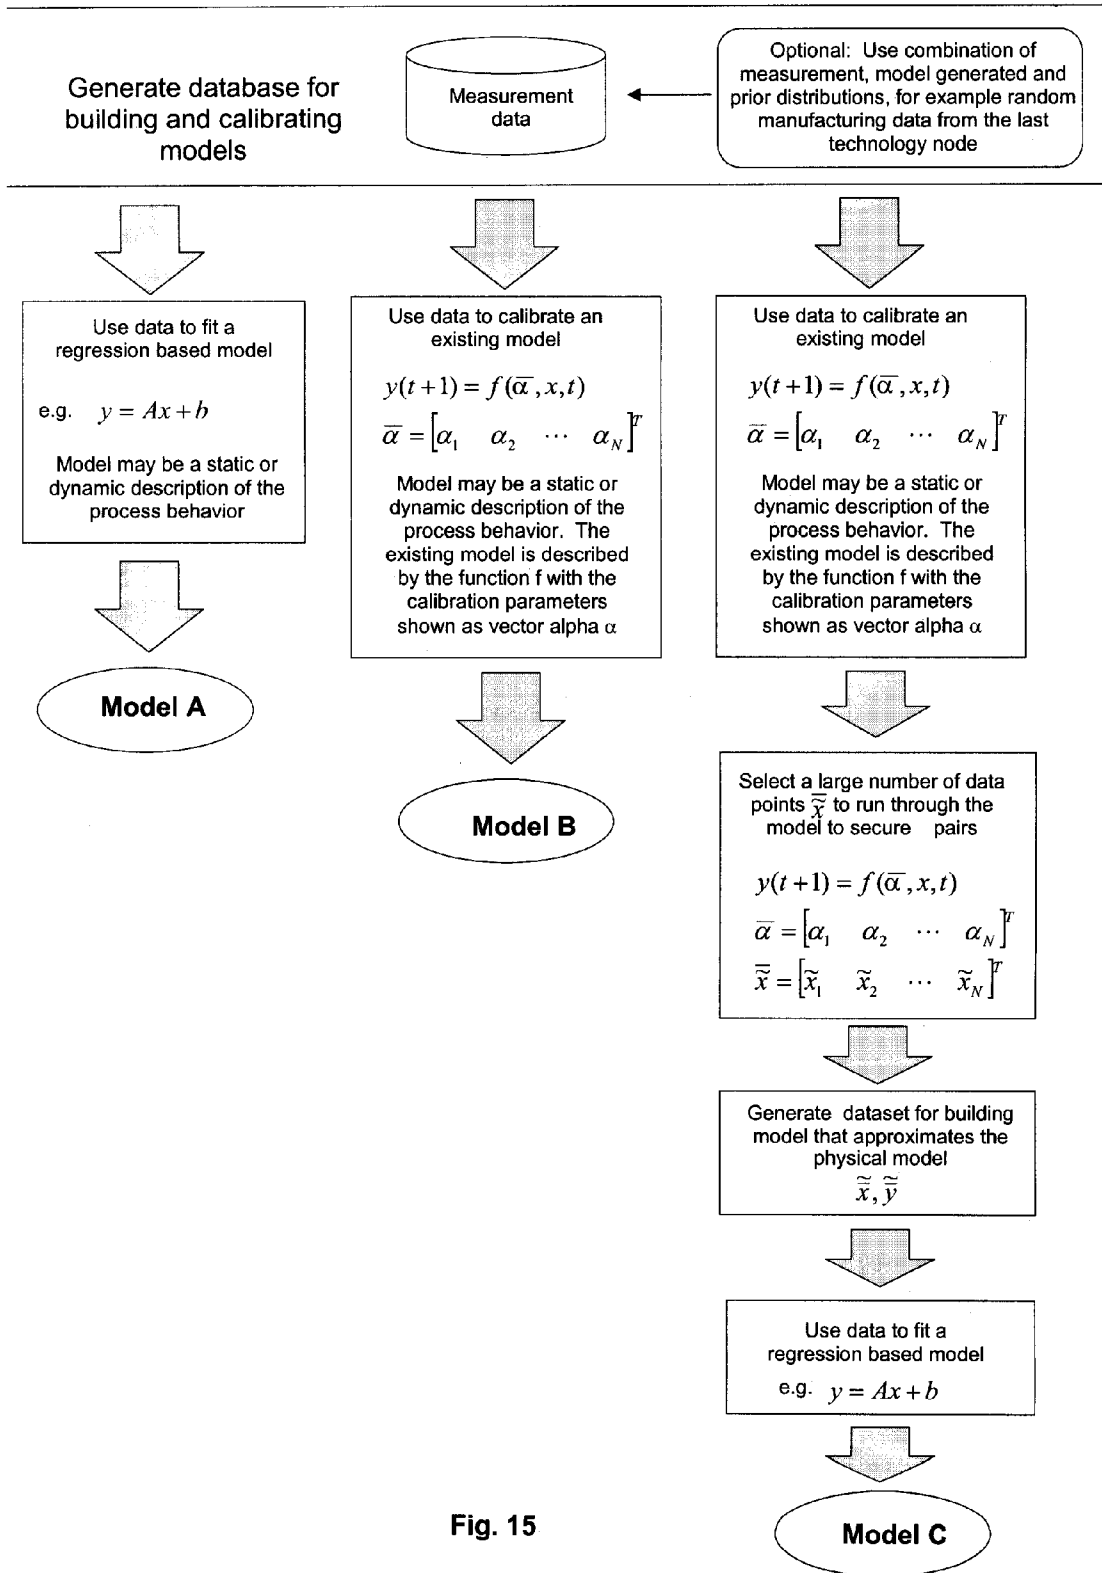 Generate database for
building and calibrating
models
Measurement
data
Optional: Use combination of
measurement, model generated and
prior distributions, for example random
manufacturing data from the last
technology node
Use data to fit a
regression based model
e.g. y = Ax + b
Model may be a static or
dynamic description of the
process behavior
Model A
Use data to calibrate an
existing model
y(t+1) = f(α̅, x, t)
α̅ = [α₁ α₂ ⋯ α_N]ᵀ
Model may be a static or
dynamic description of the
process behavior. The
existing model is described
by the function f with the
calibration parameters
shown as vector alpha α
Model B
Use data to calibrate an
existing model
y(t+1) = f(α̅, x, t)
α̅ = [α₁ α₂ ⋯ α_N]ᵀ
Model may be a static or
dynamic description of the
process behavior. The
existing model is described
by the function f with the
calibration parameters
shown as vector alpha α
Select a large number of data
points x̃̿ to run through the
model to secure pairs
y(t+1) = f(α̅, x, t)
α̅ = [α₁ α₂ ⋯ α_N]ᵀ
x̃̿ = [x̃₁ x̃₂ ⋯ x̃_N]ᵀ
Generate dataset for building
model that approximates the
physical model
x̿̃, y̿̃
Use data to fit a
regression based model
e.g. y = Ax + b
Model C
Fig. 15